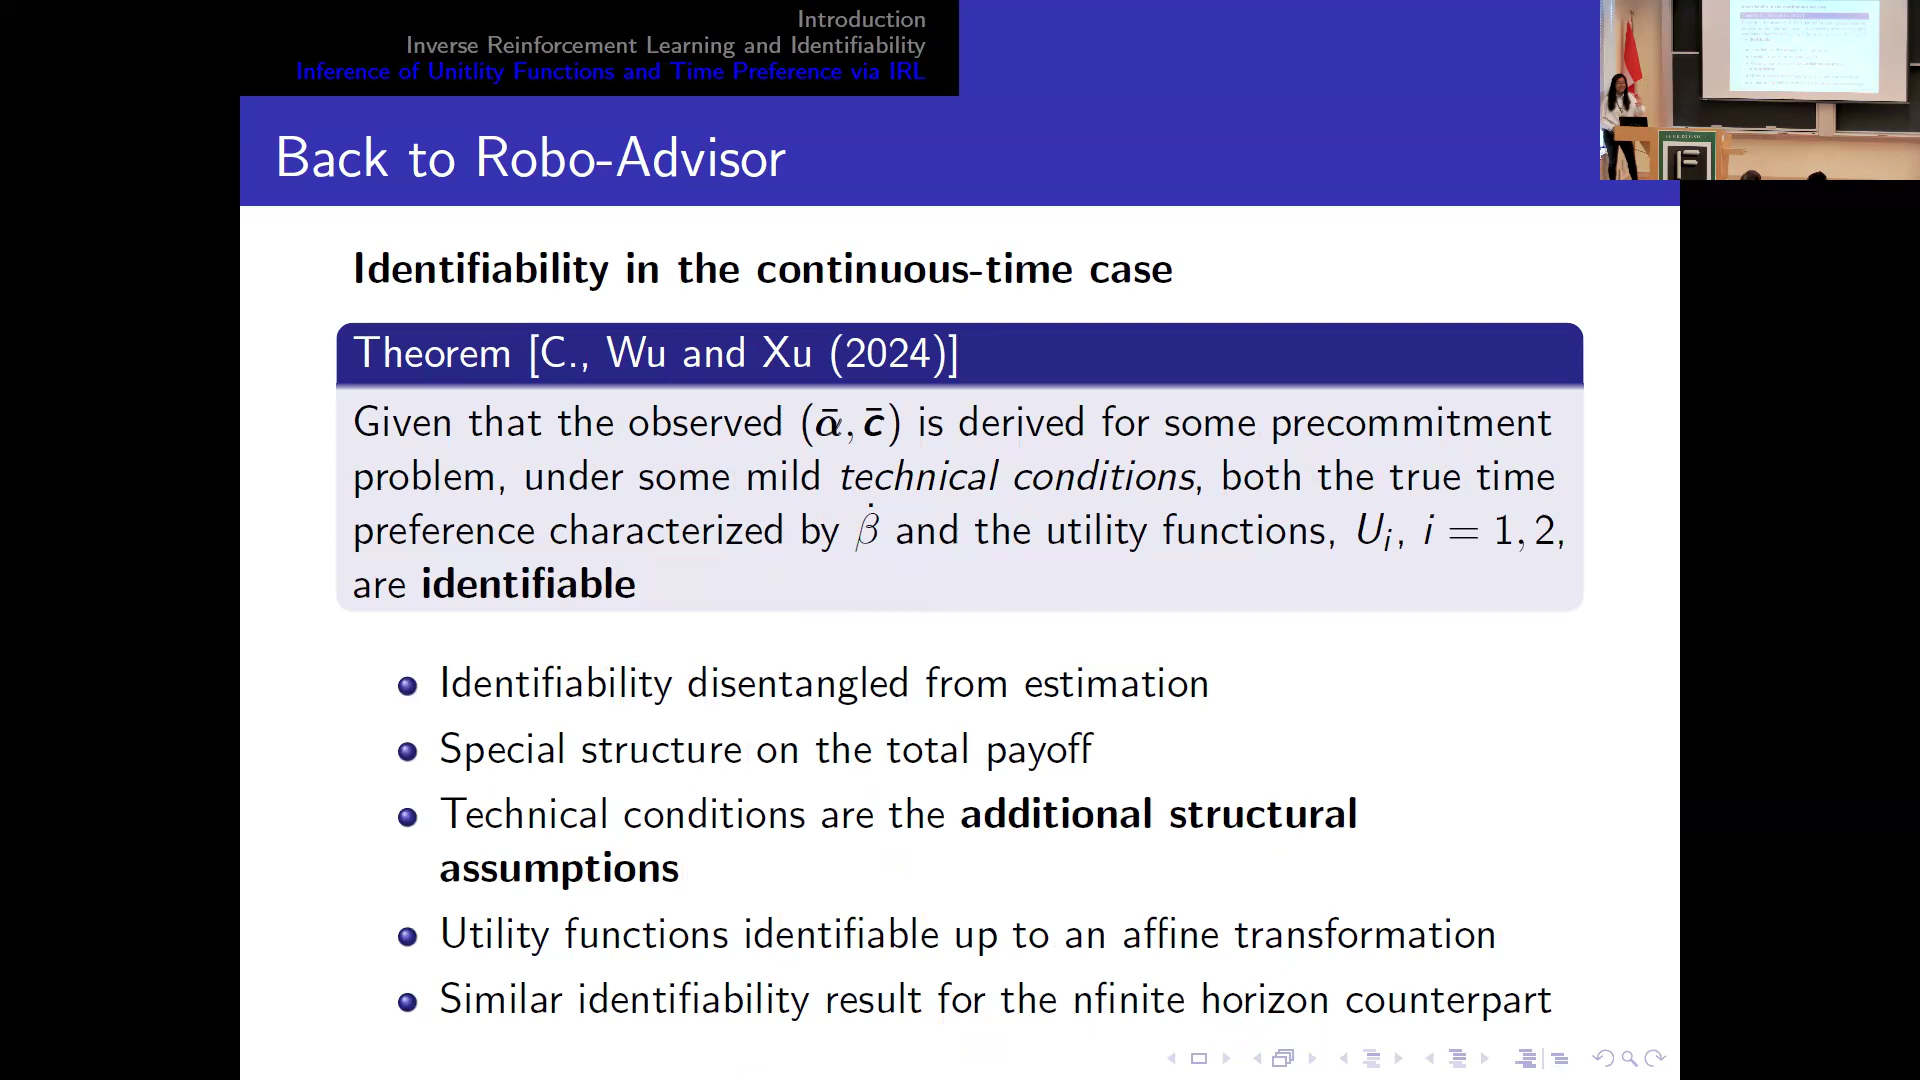 Introduction
Inverse Reinforcement Learning and Identifiability
Inference of Unitlity Functions and Time Preference via IRL
Back to Robo-Advisor
Identifiability in the continuous-time case
Theorem [C., Wu and Xu (2024)]
Given that the observed (ᾱ, c̄) is derived for some precommitment
problem, under some mild technical conditions, both the true time
preference characterized by β̇ and the utility functions, Uᵢ, i = 1, 2,
are identifiable
Identifiability disentangled from estimation
Special structure on the total payoff
Technical conditions are the additional structural
assumptions
Utility functions identifiable up to an affine transformation
Similar identifiability result for the nfinite horizon counterpart